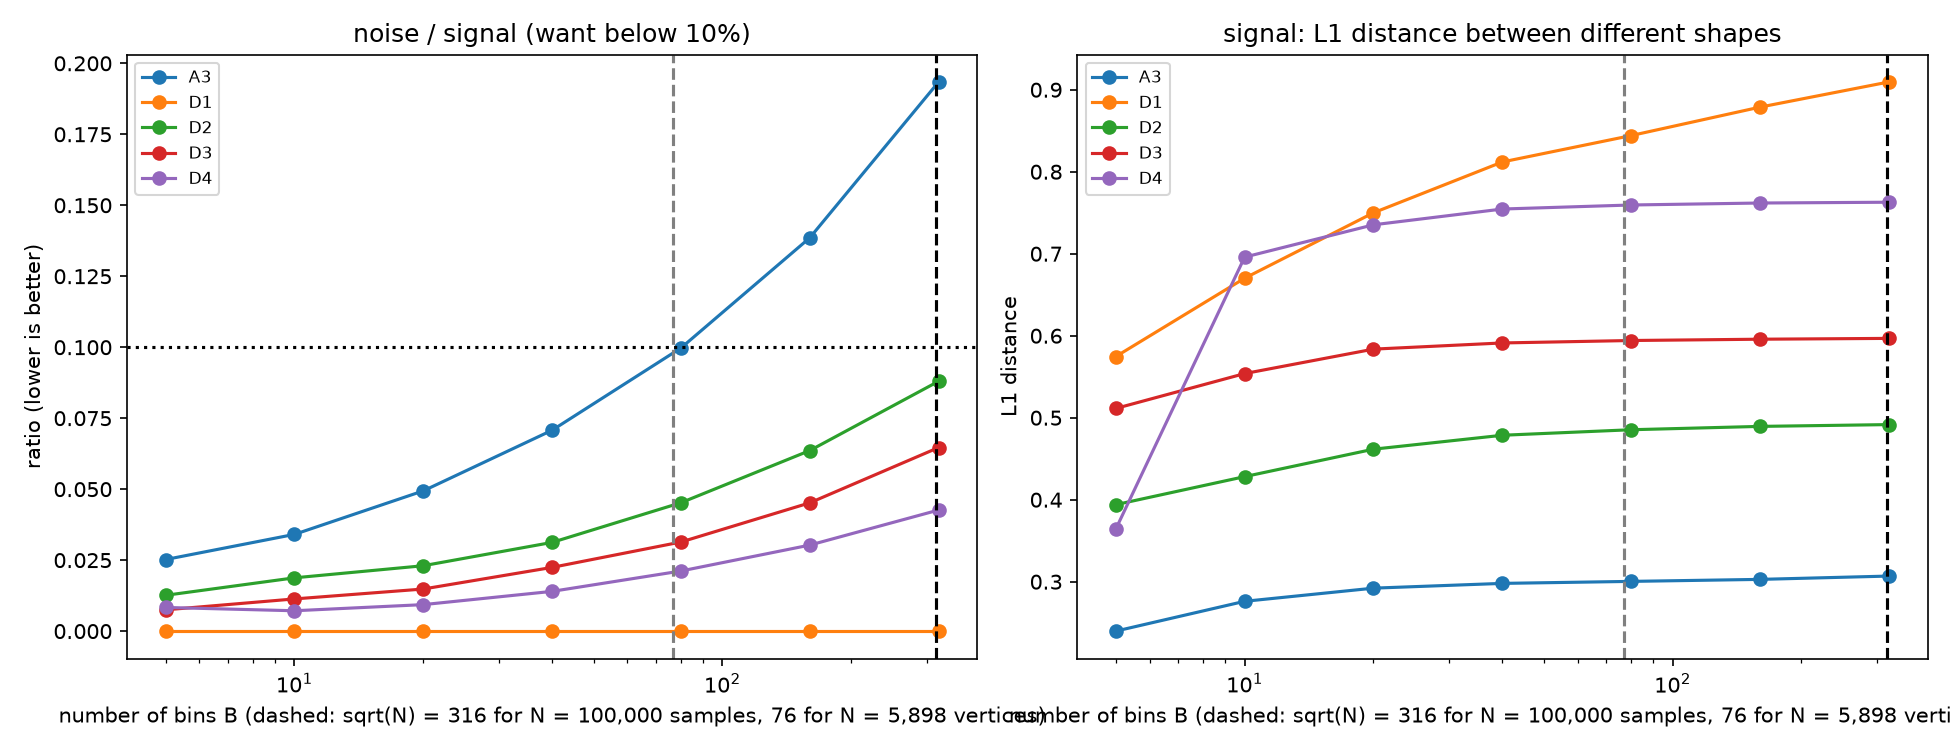 noise / signal (want below 10%)
ratio (lower is better)
0.200
0.175
0.150
0.125
0.100
0.075
0.050
0.025
0.000
A3
D1
D2
D3
D4
10¹
10²
number of bins B (dashed: sqrt(N) = 316 for N = 100,000 samples, 76 for N = 5,898 vertices)
signal: L1 distance between different shapes
L1 distance
0.9
0.8
0.7
0.6
0.5
0.4
0.3
A3
D1
D2
D3
D4
10¹
10²
number of bins B (dashed: sqrt(N) = 316 for N = 100,000 samples, 76 for N = 5,898 verti